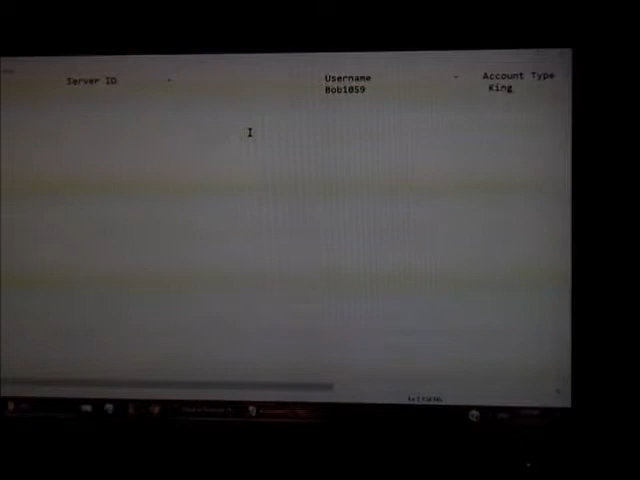 Server ID - Username - Account Type
Bob1059 King